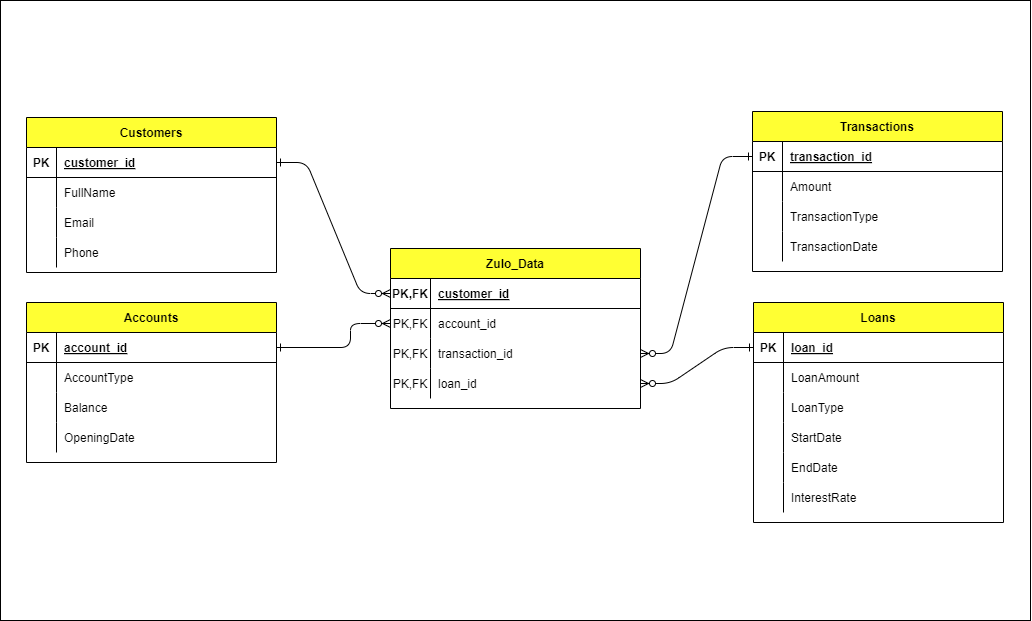 Customers
PK customer_id
FullName
Email
Phone
Accounts
PK account_id
AccountType
Balance
OpeningDate
Zulo_Data
PK,FK customer_id
PK,FK account_id
PK,FK transaction_id
PK,FK loan_id
Transactions
PK transaction_id
Amount
TransactionType
TransactionDate
Loans
PK loan_id
LoanAmount
LoanType
StartDate
EndDate
InterestRate